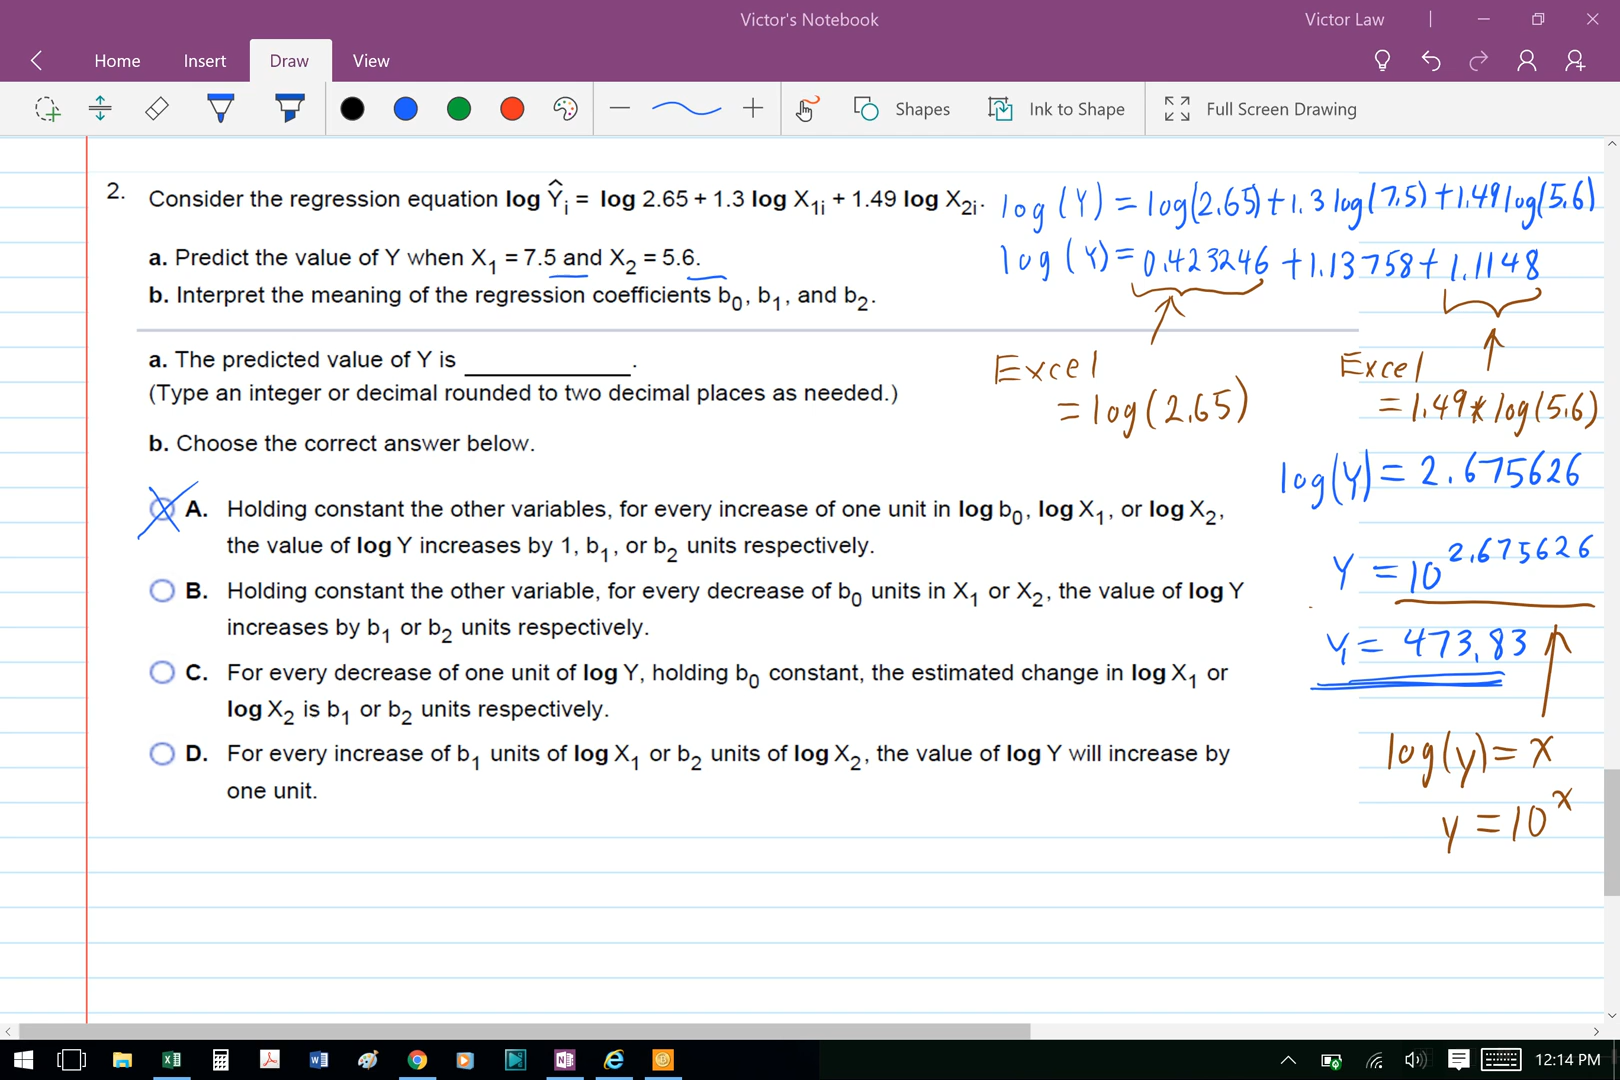 Victor's Notebook
Victor Law
Home Insert Draw View
Shapes Ink to Shape Full Screen Drawing
2. Consider the regression equation log Ŷi = log 2.65 + 1.3 log X1i + 1.49 log X2i.
log(Y) = log(2.65) + 1.3 log(7.5) + 1.49 log(5.6)
a. Predict the value of Y when X1 = 7.5 and X2 = 5.6.
log(Y) = 0.423246 + 1.13758 + 1.1148
b. Interpret the meaning of the regression coefficients b0, b1, and b2.
a. The predicted value of Y is ____________.
(Type an integer or decimal rounded to two decimal places as needed.)
Excel
= log(2.65)
Excel
= 1.49 * log(5.6)
b. Choose the correct answer below.
log(Y) = 2.675626
A. Holding constant the other variables, for every increase of one unit in log b0, log X1, or log X2,
the value of log Y increases by 1, b1, or b2 units respectively.
Y = 10^2.675626
B. Holding constant the other variable, for every decrease of b0 units in X1 or X2, the value of log Y
increases by b1 or b2 units respectively.
Y = 473.83
C. For every decrease of one unit of log Y, holding b0 constant, the estimated change in log X1 or
log X2 is b1 or b2 units respectively.
D. For every increase of b1 units of log X1 or b2 units of log X2, the value of log Y will increase by
one unit.
log(y) = x
y = 10^x
12:14 PM